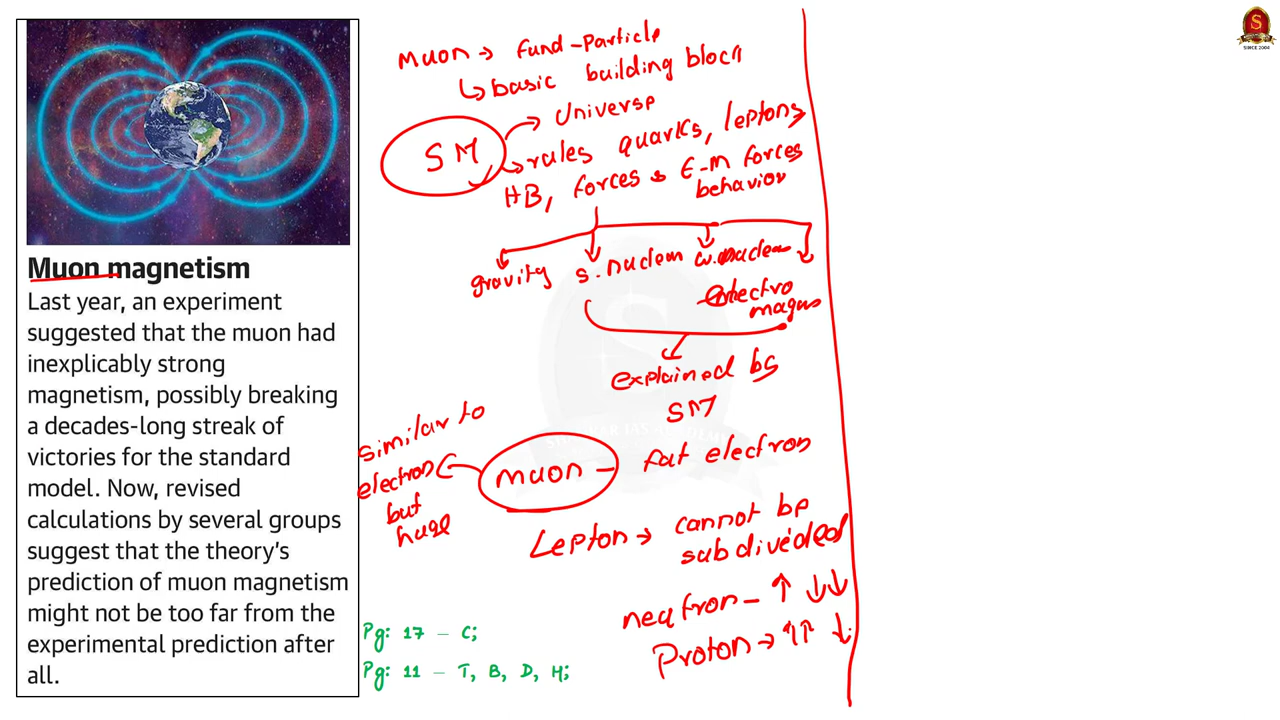 Muon magnetism
Last year, an experiment
suggested that the muon had
inexplicably strong
magnetism, possibly breaking
a decades-long streak of
victories for the standard
model. Now, revised
calculations by several groups
suggest that the theory's
prediction of muon magnetism
might not be too far from the
experimental prediction after
all.
Muon → Fund-Particle
↳ basic building block
SM → Universe
→ rules quarks, leptons
HB, forces & E-M forces
behavior
gravity s. nuclear w. nuclear
electro
magns
explained by
SM
similar to
electron
but
huge
muon – fat electron
Lepton → cannot be
subdivided
neutron – ↑ ↓↓
Proton → ↑↑ ↓
Pg: 17 – C;
Pg: 11 – T, B, D, H;
S
SINCE 2004